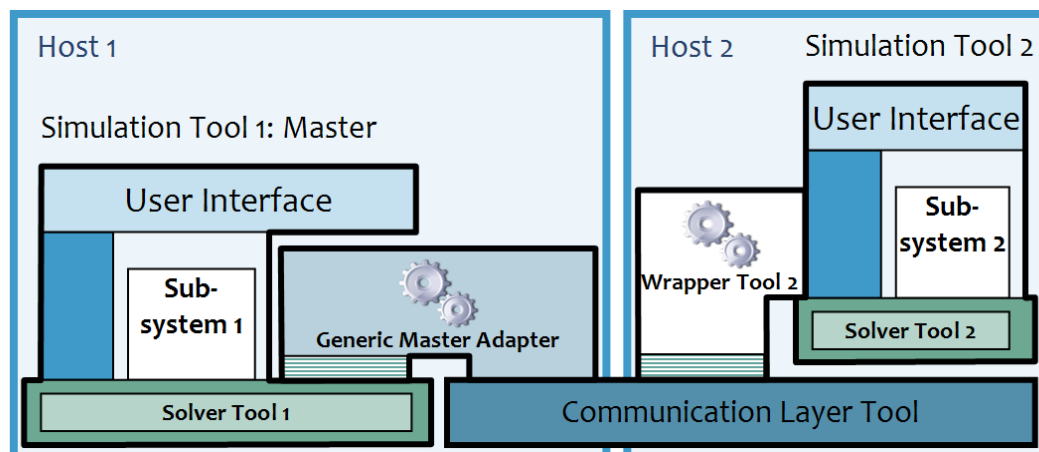 Host 1
Simulation Tool 1: Master
User Interface
Sub-
system 1
Generic Master Adapter
Solver Tool 1
Host 2
Simulation Tool 2
User Interface
Sub-
system 2
Wrapper Tool 2
Solver Tool 2
Communication Layer Tool